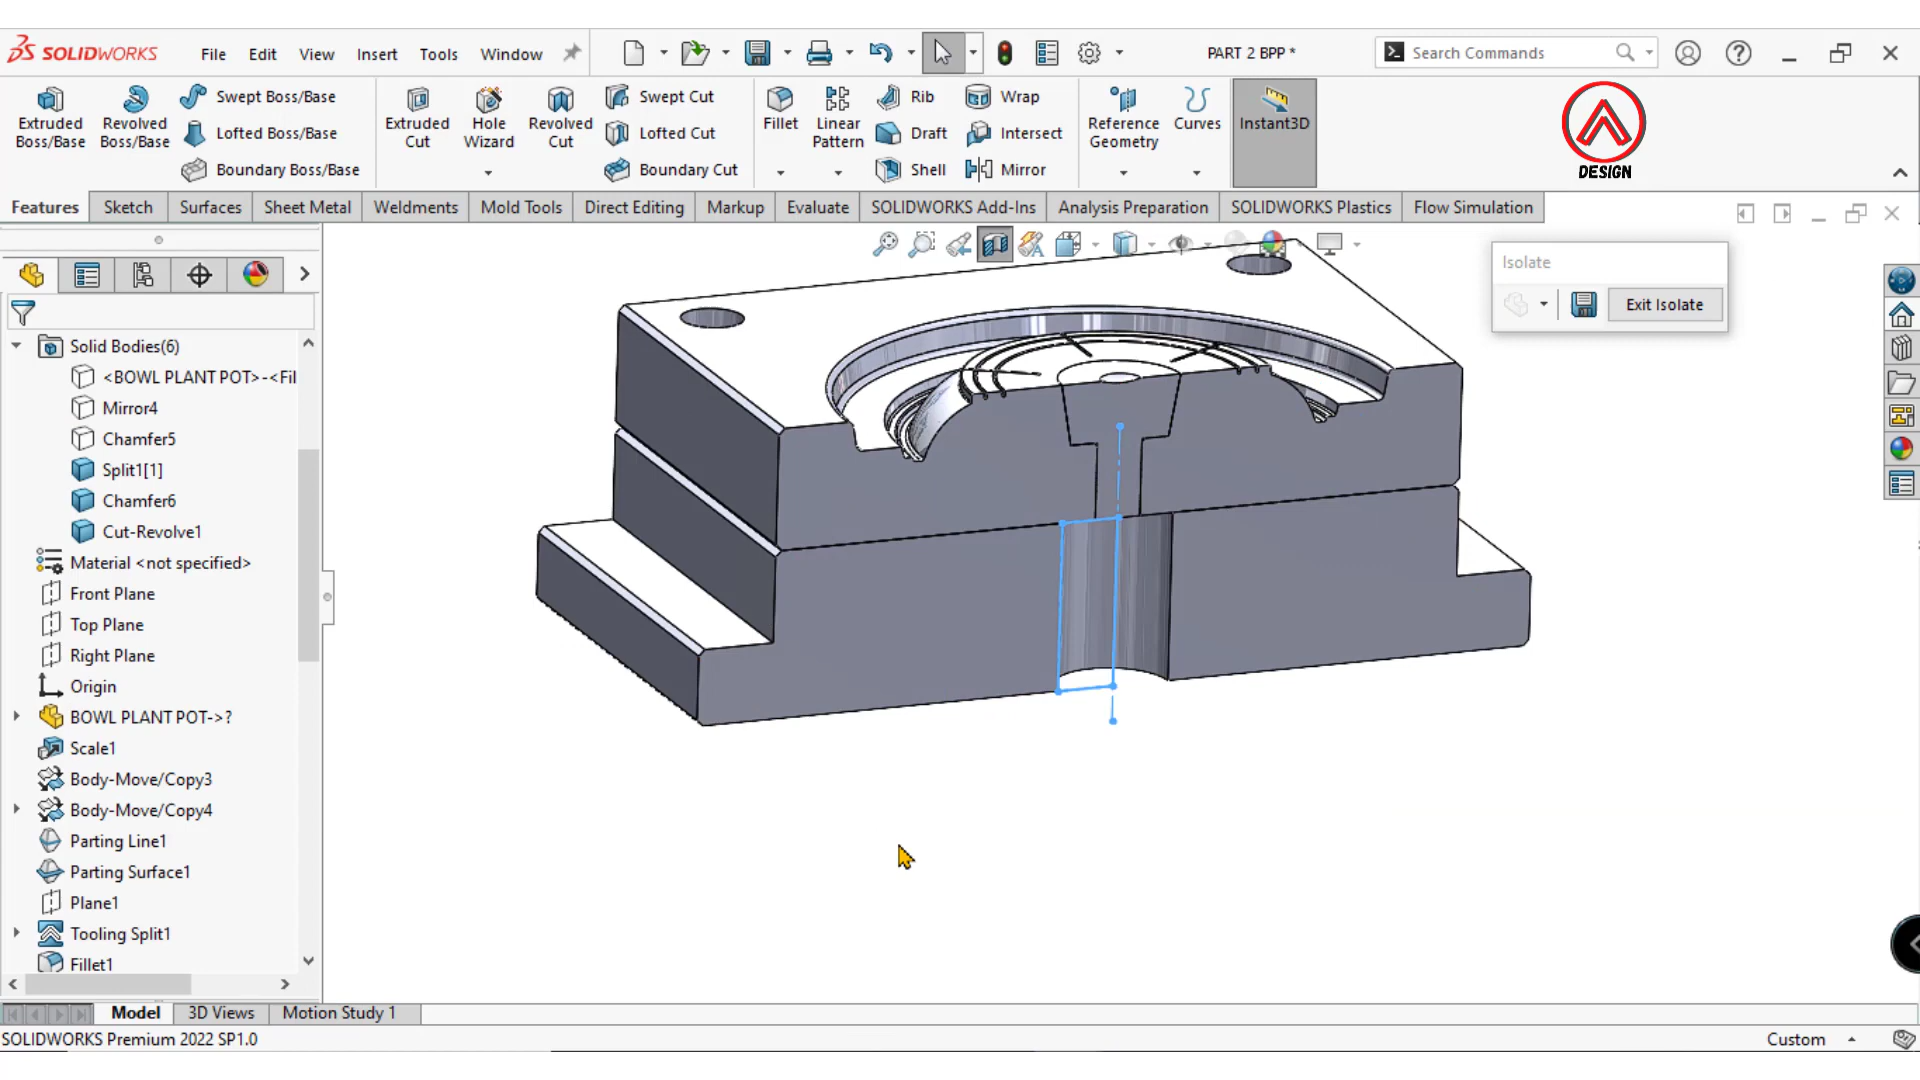 SOLIDWORKS File Edit View Insert Tools Window PART 2 BPP * Search Commands
Extruded Boss/Base
Revolved Boss/Base
Swept Boss/Base
Lofted Boss/Base
Boundary Boss/Base
Extruded Cut
Hole Wizard
Revolved Cut
Swept Cut
Lofted Cut
Boundary Cut
Fillet
Linear Pattern
Rib
Draft
Shell
Wrap
Intersect
Mirror
Reference Geometry
Curves
Instant3D
DESIGN
Features Sketch Surfaces Sheet Metal Weldments Mold Tools Direct Editing Markup Evaluate SOLIDWORKS Add-Ins Analysis Preparation SOLIDWORKS Plastics Flow Simulation
Isolate
Exit Isolate
Solid Bodies(6)
<BOWL PLANT POT>-<Fil
Mirror4
Chamfer5
Split1[1]
Chamfer6
Cut-Revolve1
Material <not specified>
Front Plane
Top Plane
Right Plane
Origin
BOWL PLANT POT->?
Scale1
Body-Move/Copy3
Body-Move/Copy4
Parting Line1
Parting Surface1
Plane1
Tooling Split1
Fillet1
Model 3D Views Motion Study 1
SOLIDWORKS Premium 2022 SP1.0 Custom